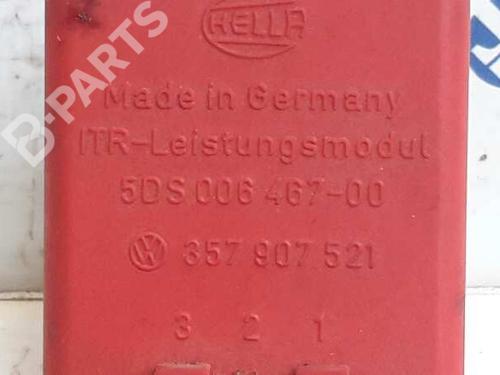 HELLA
Made in Germany
ITR-Leistungsmodul
5DS 006 467-00
VW 357 907 521
3 2 1
B-PARTS